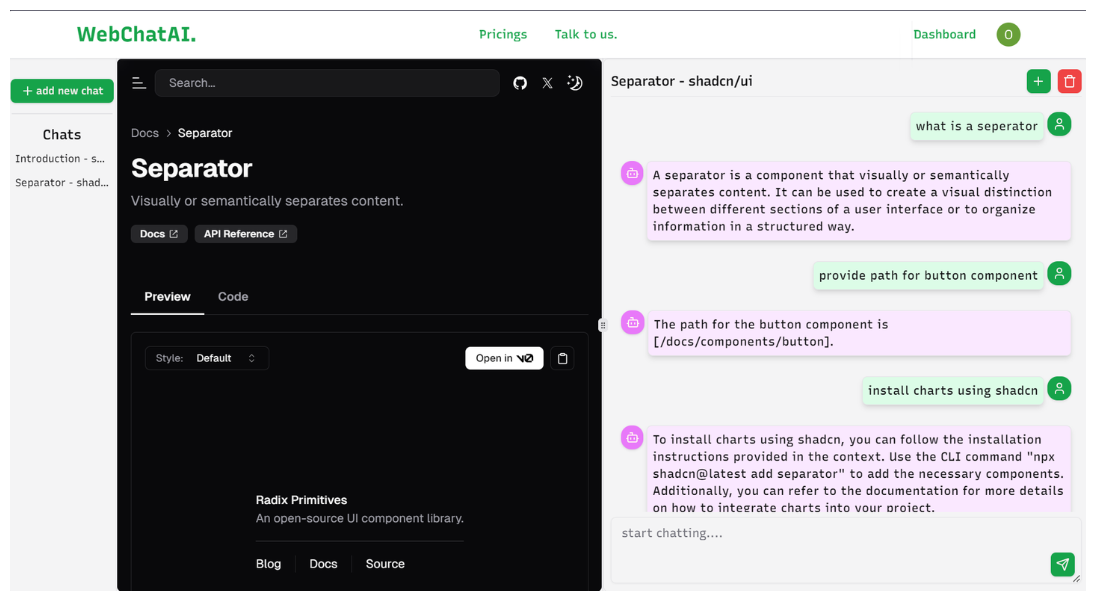 WebChatAI.
Pricings
Talk to us.
Dashboard
O
+ add new chat
Chats
Introduction - s...
Separator - shad...
Search...
Docs > Separator
Separator
Visually or semantically separates content.
Docs
API Reference
Preview
Code
Style: Default
Open in v0
Radix Primitives
An open-source UI component library.
Blog
Docs
Source
Separator - shadcn/ui
what is a seperator
A separator is a component that visually or semantically
separates content. It can be used to create a visual distinction
between different sections of a user interface or to organize
information in a structured way.
provide path for button component
The path for the button component is
[/docs/components/button].
install charts using shadcn
To install charts using shadcn, you can follow the installation
instructions provided in the context. Use the CLI command "npx
shadcn@latest add separator" to add the necessary components.
Additionally, you can refer to the documentation for more details
on how to integrate charts into your project.
start chatting....